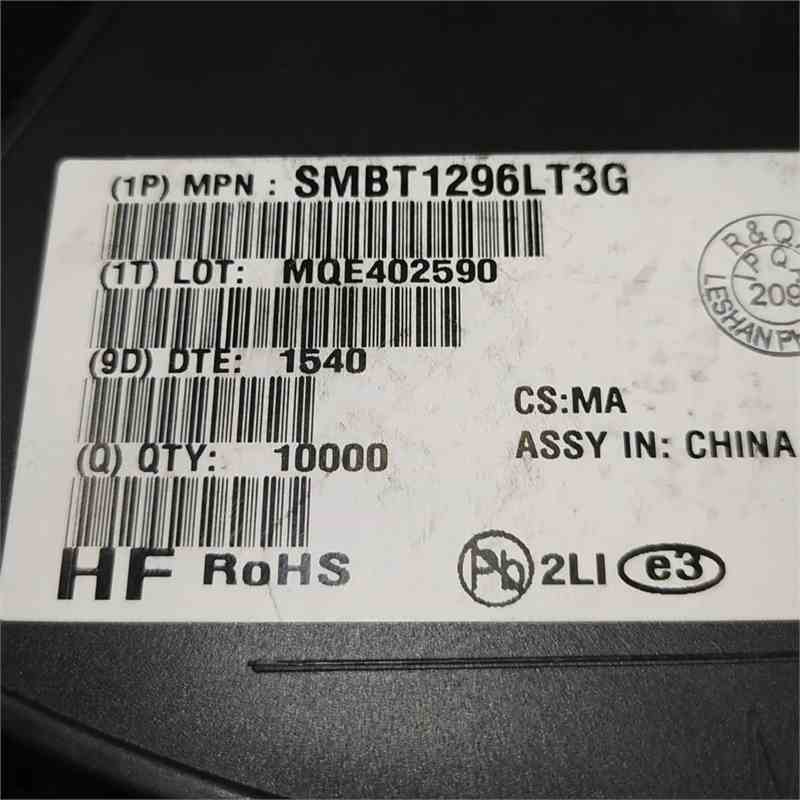 (1P) MPN : SMBT1296LT3G
(1T) LOT: MQE402590
(9D) DTE: 1540
(Q) QTY: 10000
CS:MA
ASSY IN: CHINA
HF RoHS
Pb 2LI e3
R&Q
PQ
209
LESHAN